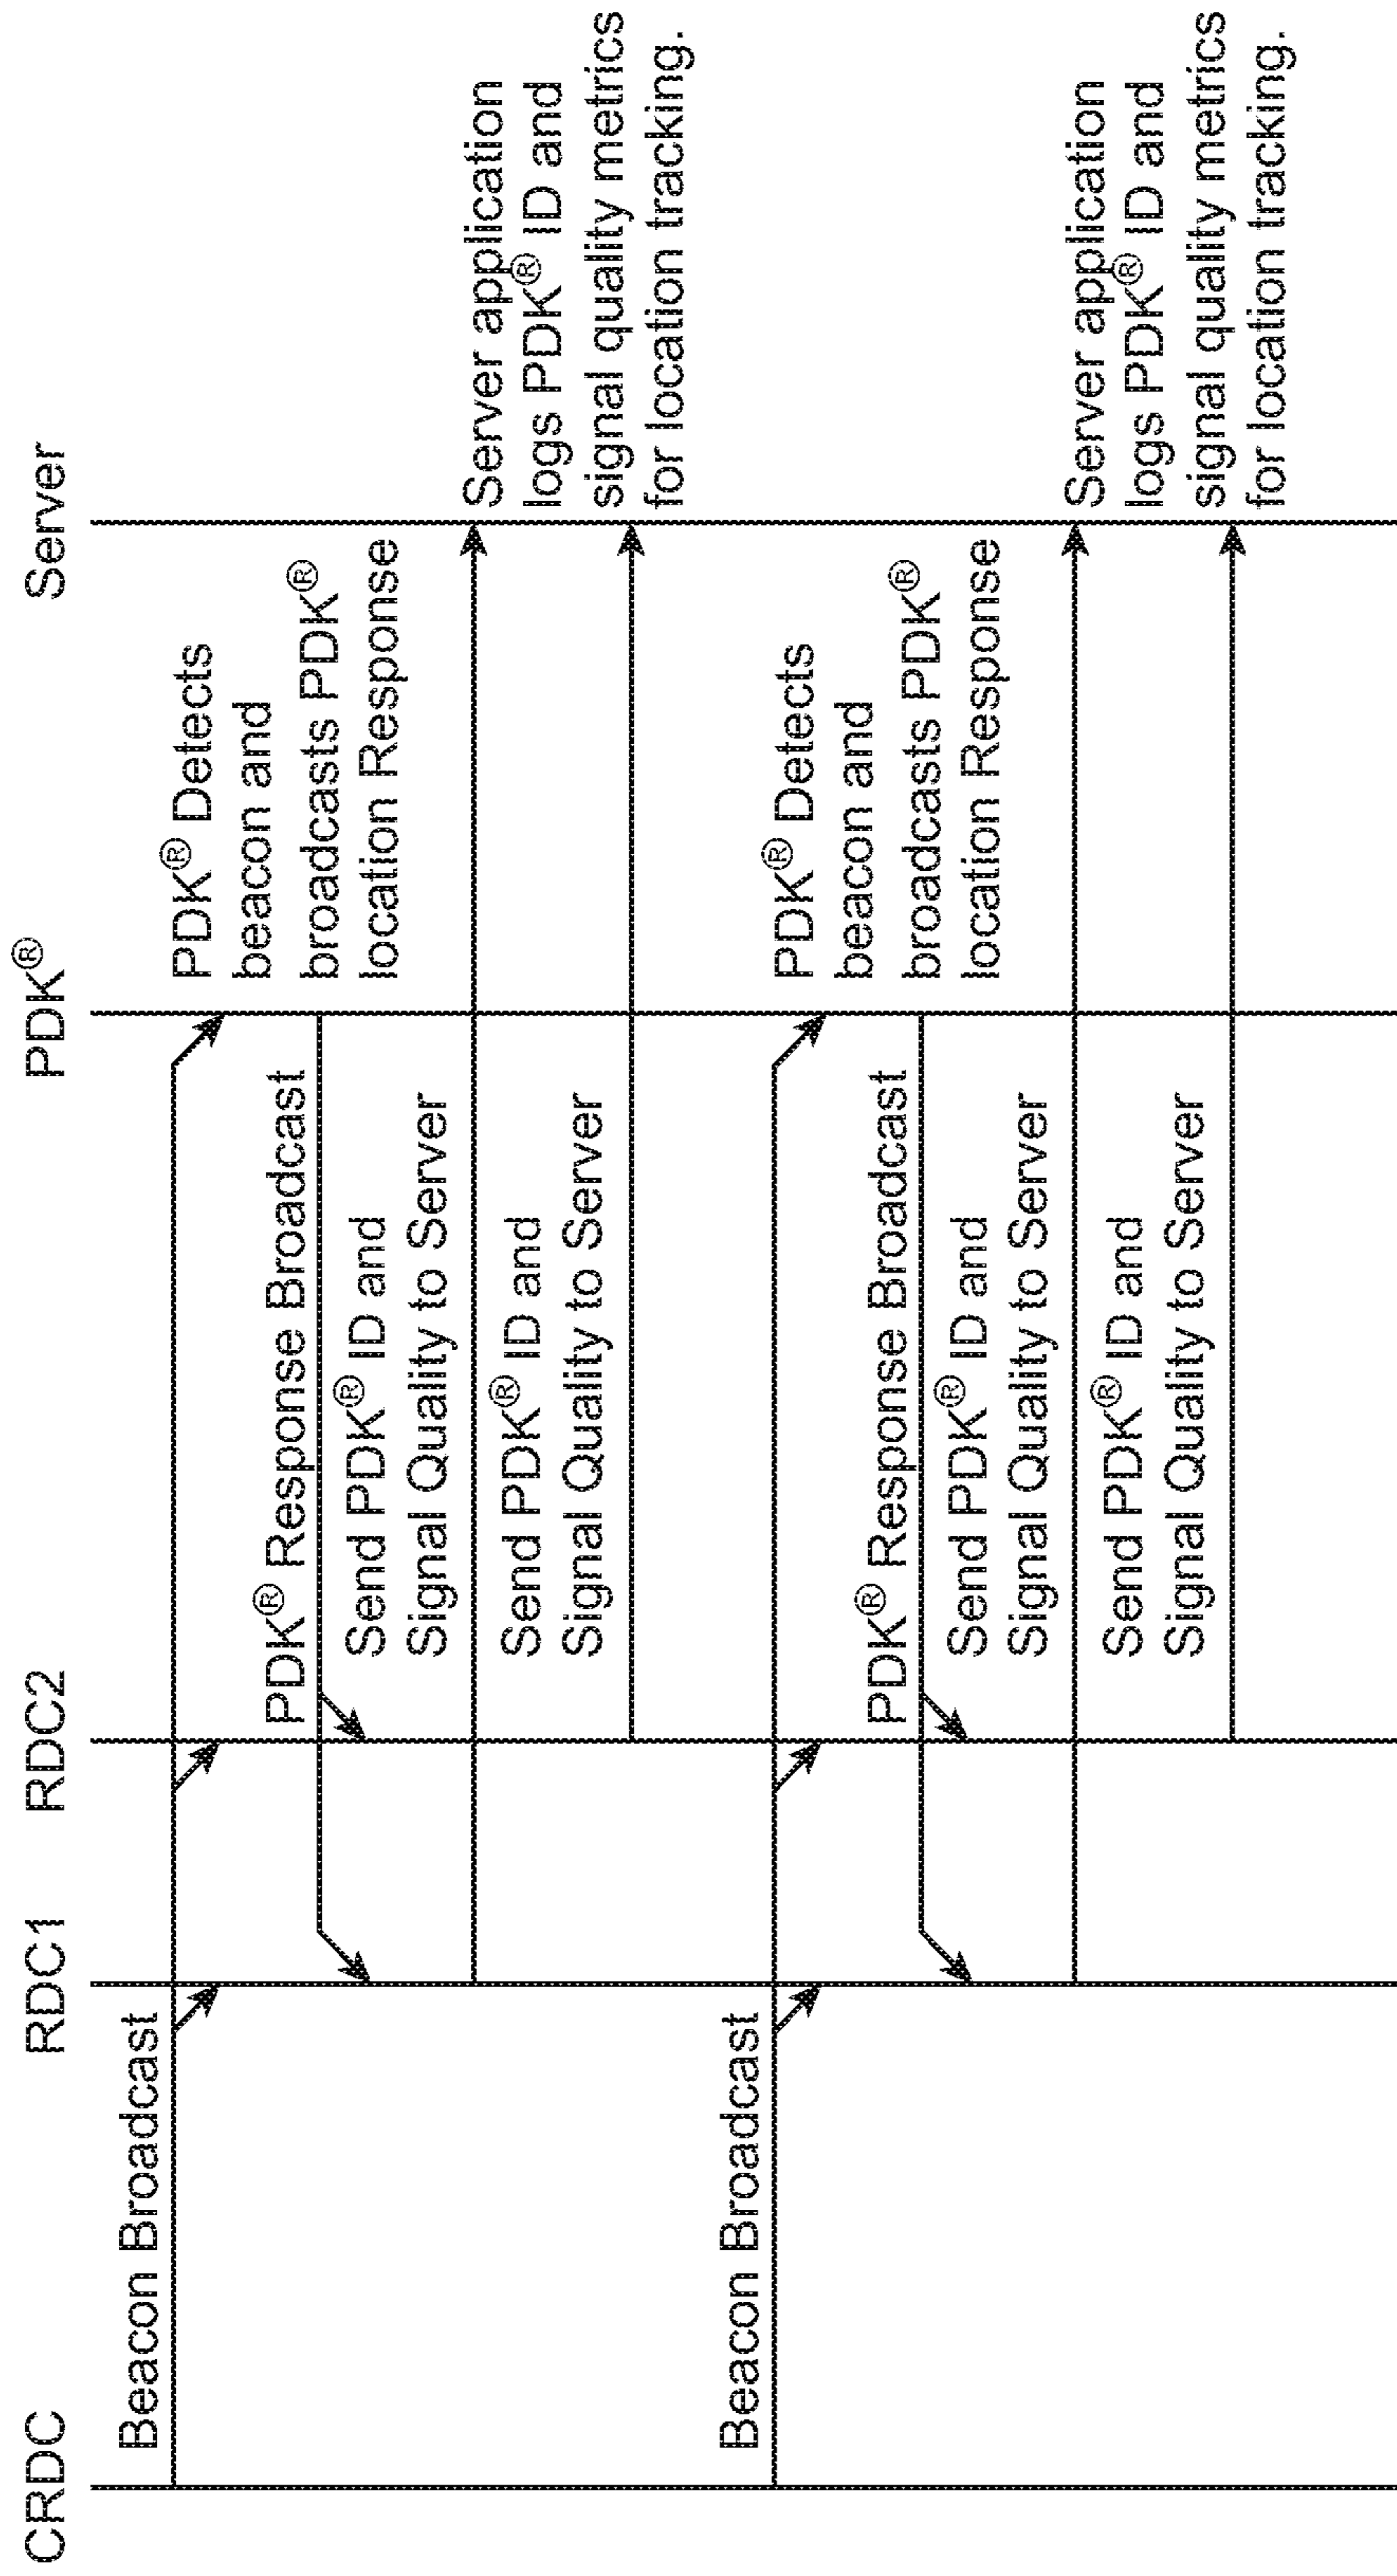 CRDC
RDC1
RDC2
PDK®
Server
Beacon Broadcast
PDK® Detects
beacon and
broadcasts PDK®
location Response
PDK® Response Broadcast
Send PDK® ID and
Signal Quality to Server
Server application
logs PDK® ID and
signal quality metrics
for location tracking.
Send PDK® ID and
Signal Quality to Server
Beacon Broadcast
PDK® Detects
beacon and
broadcasts PDK®
location Response
PDK® Response Broadcast
Send PDK® ID and
Signal Quality to Server
Server application
logs PDK® ID and
signal quality metrics
for location tracking.
Send PDK® ID and
Signal Quality to Server